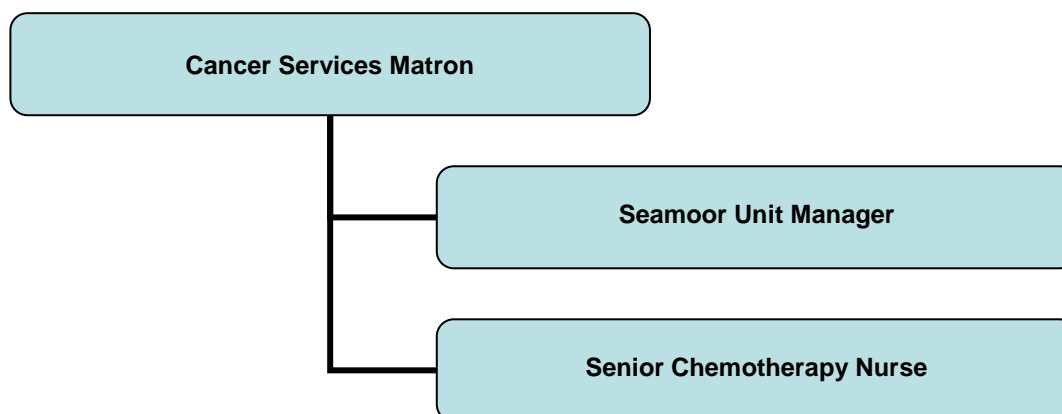 Cancer Services Matron
Seamoor Unit Manager
Senior Chemotherapy Nurse